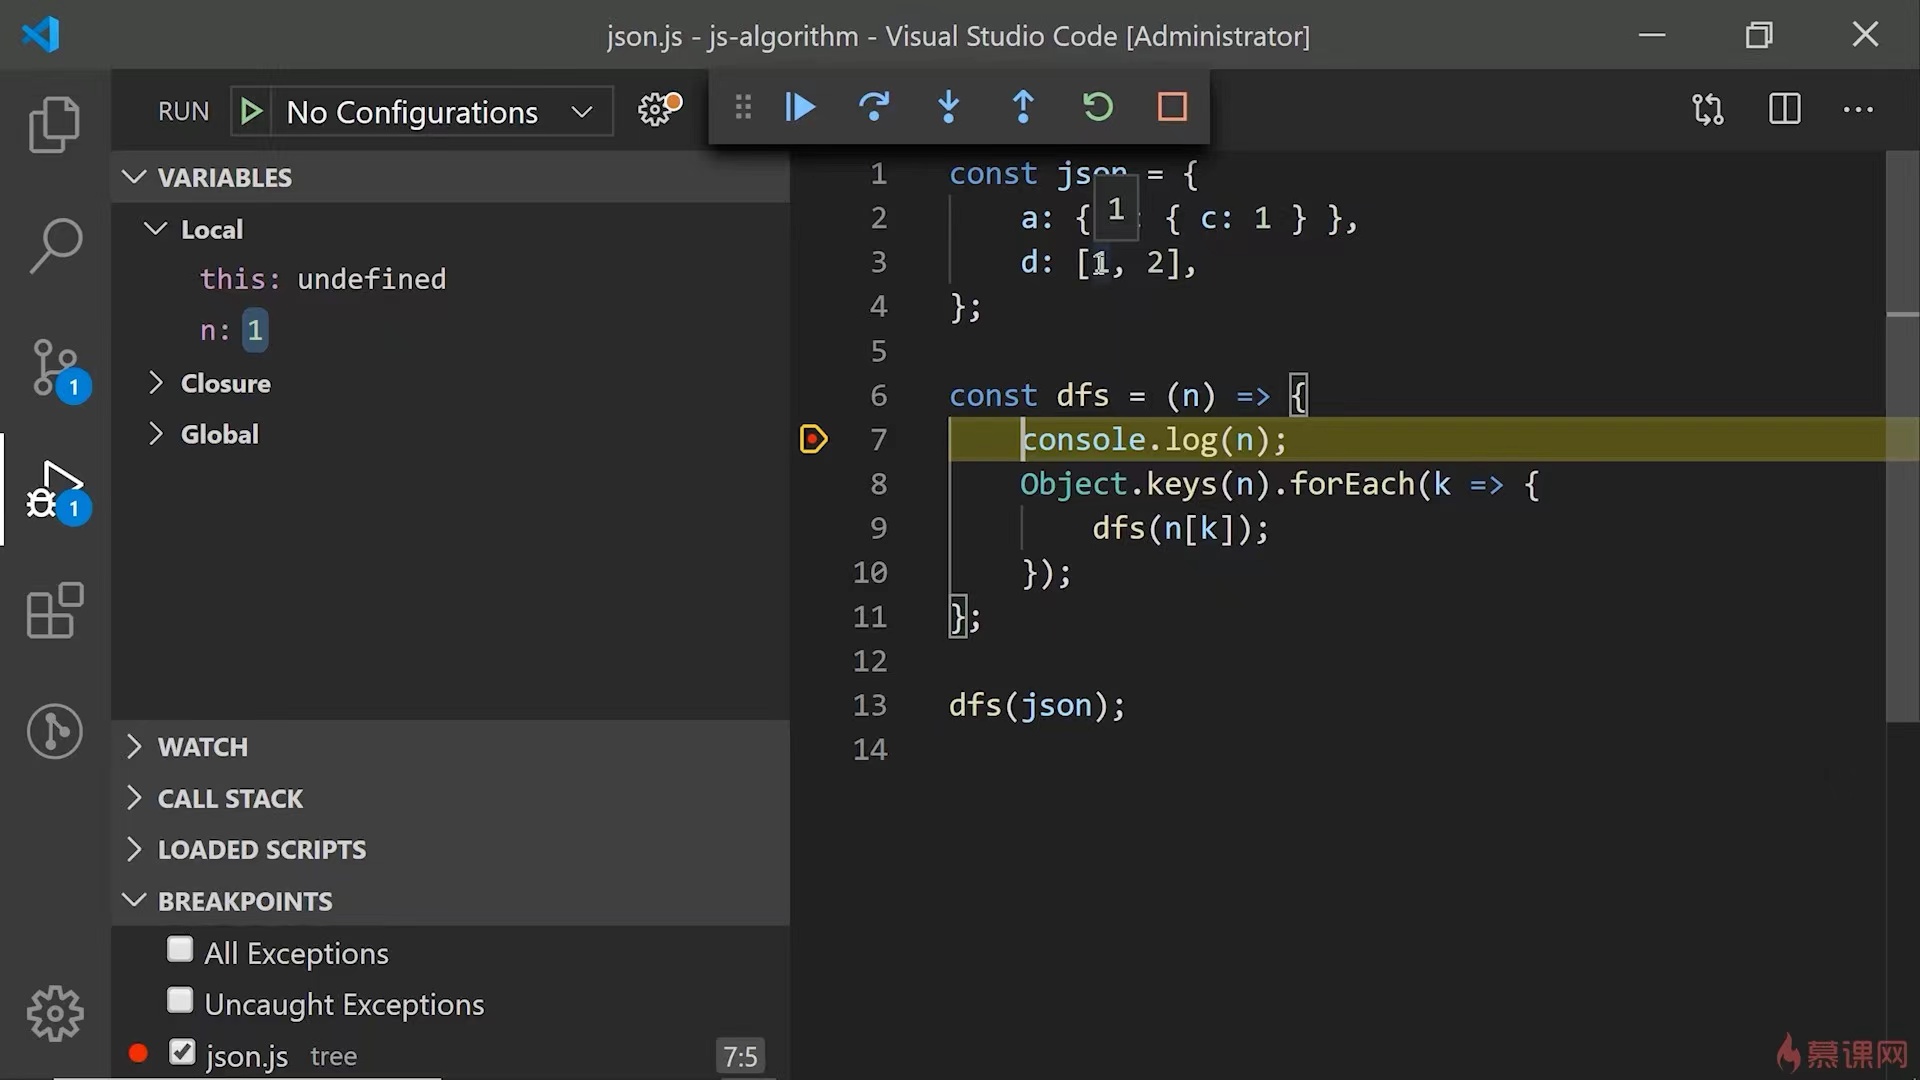 json.js - js-algorithm - Visual Studio Code [Administrator]
RUN No Configurations
VARIABLES
Local
this: undefined
n: 1
Closure
Global
WATCH
CALL STACK
LOADED SCRIPTS
BREAKPOINTS
All Exceptions
Uncaught Exceptions
json.js tree 7:5
1
1
1 const json = {
1
2 a: { : { c: 1 } },
3 d: [1, 2],
4 };
5
6 const dfs = (n) => {
7 console.log(n);
8 Object.keys(n).forEach(k => {
9 dfs(n[k]);
10 });
11 };
12
13 dfs(json);
14
慕课网